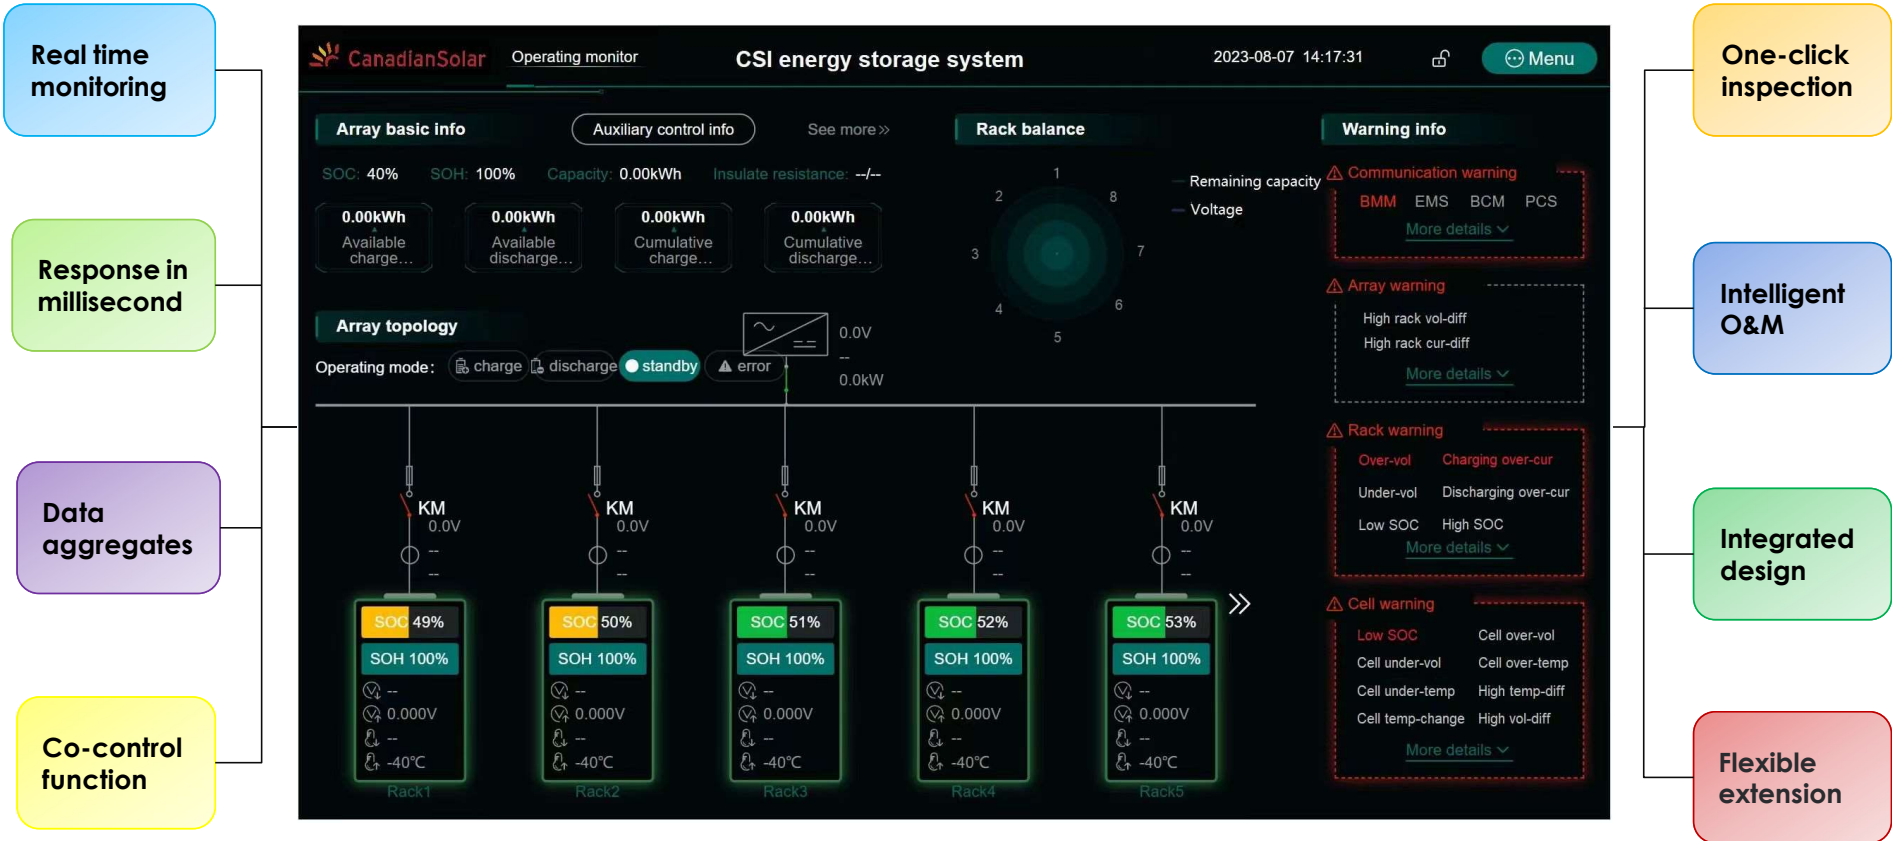 Real time
monitoring
Response in
millisecond
Data
aggregates
Co-control
function
CanadianSolar
Operating monitor
CSI energy storage system
2023-08-07 14:17:31
Menu
Array basic info
Auxiliary control info
See more»
SOC: 40%
SOH: 100%
Capacity: 0.00kWh
Insulate resistance: --/--
0.00kWh
Available
charge...
0.00kWh
Available
discharge...
0.00kWh
Cumulative
charge...
0.00kWh
Cumulative
discharge...
Rack balance
1
2
3
4
5
6
7
8
Remaining capacity
Voltage
Array topology
Operating mode:
charge
discharge
standby
error
0.0V
--
0.0kW
KM
0.0V
--
--
KM
0.0V
--
--
KM
0.0V
--
--
KM
0.0V
--
--
KM
0.0V
--
--
SOC 49%
SOH 100%
--
0.000V
--
-40℃
Rack1
SOC 50%
SOH 100%
--
0.000V
--
-40℃
Rack2
SOC 51%
SOH 100%
--
0.000V
--
-40℃
Rack3
SOC 52%
SOH 100%
--
0.000V
--
-40℃
Rack4
SOC 53%
SOH 100%
--
0.000V
--
-40℃
Rack5
Warning info
Communication warning
BMM EMS BCM PCS
More details
Array warning
High rack vol-diff
High rack cur-diff
More details
Rack warning
Over-vol Charging over-cur
Under-vol Discharging over-cur
Low SOC High SOC
More details
Cell warning
Low SOC Cell over-vol
Cell under-vol Cell over-temp
Cell under-temp High temp-diff
Cell temp-change High vol-diff
More details
One-click
inspection
Intelligent
O&M
Integrated
design
Flexible
extension